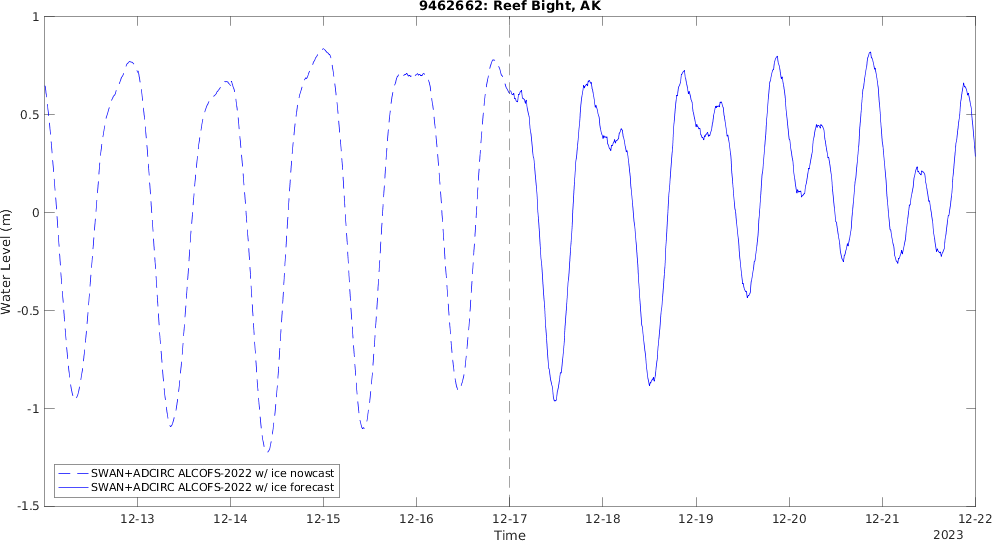 9462662: Reef Bight, AK
1
0.5
0
-0.5
-1
-1.5
Water Level (m)
SWAN+ADCIRC ALCOFS-2022 w/ ice nowcast
SWAN+ADCIRC ALCOFS-2022 w/ ice forecast
12-13 12-14 12-15 12-16 12-17 12-18 12-19 12-20 12-21 12-22
Time
2023